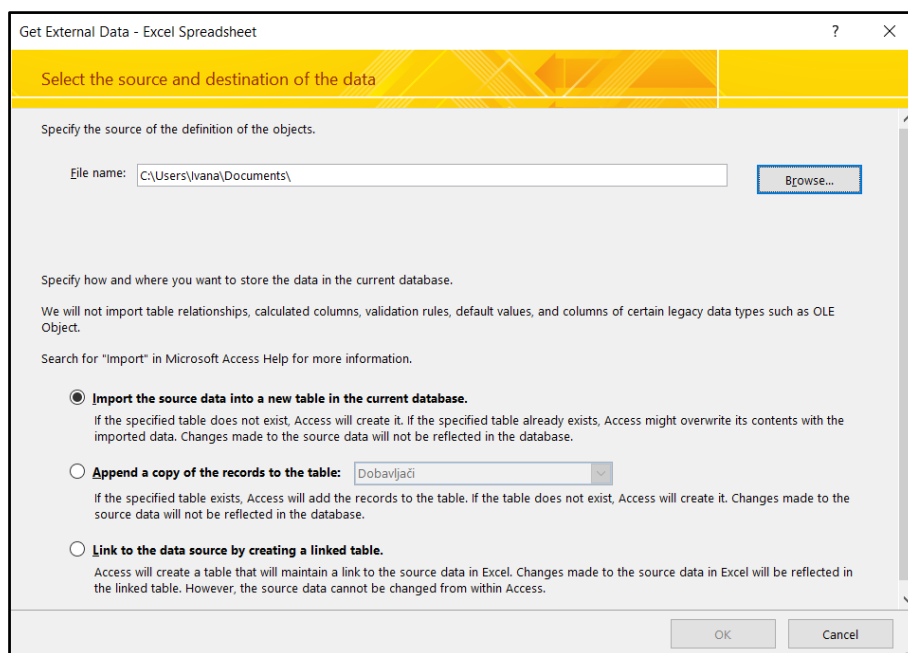 Get External Data - Excel Spreadsheet
Select the source and destination of the data
Specify the source of the definition of the objects.
File name: C:\Users\Ivana\Documents\ Browse...
Specify how and where you want to store the data in the current database.
We will not import table relationships, calculated columns, validation rules, default values, and columns of certain legacy data types such as OLE
Object.
Search for "Import" in Microsoft Access Help for more information.
Import the source data into a new table in the current database.
If the specified table does not exist, Access will create it. If the specified table already exists, Access might overwrite its contents with the
imported data. Changes made to the source data will not be reflected in the database.
Append a copy of the records to the table: Dobavljači
If the specified table exists, Access will add the records to the table. If the table does not exist, Access will create it. Changes made to the
source data will not be reflected in the database.
Link to the data source by creating a linked table.
Access will create a table that will maintain a link to the source data in Excel. Changes made to the source data in Excel will be reflected in
the linked table. However, the source data cannot be changed from within Access.
OK Cancel